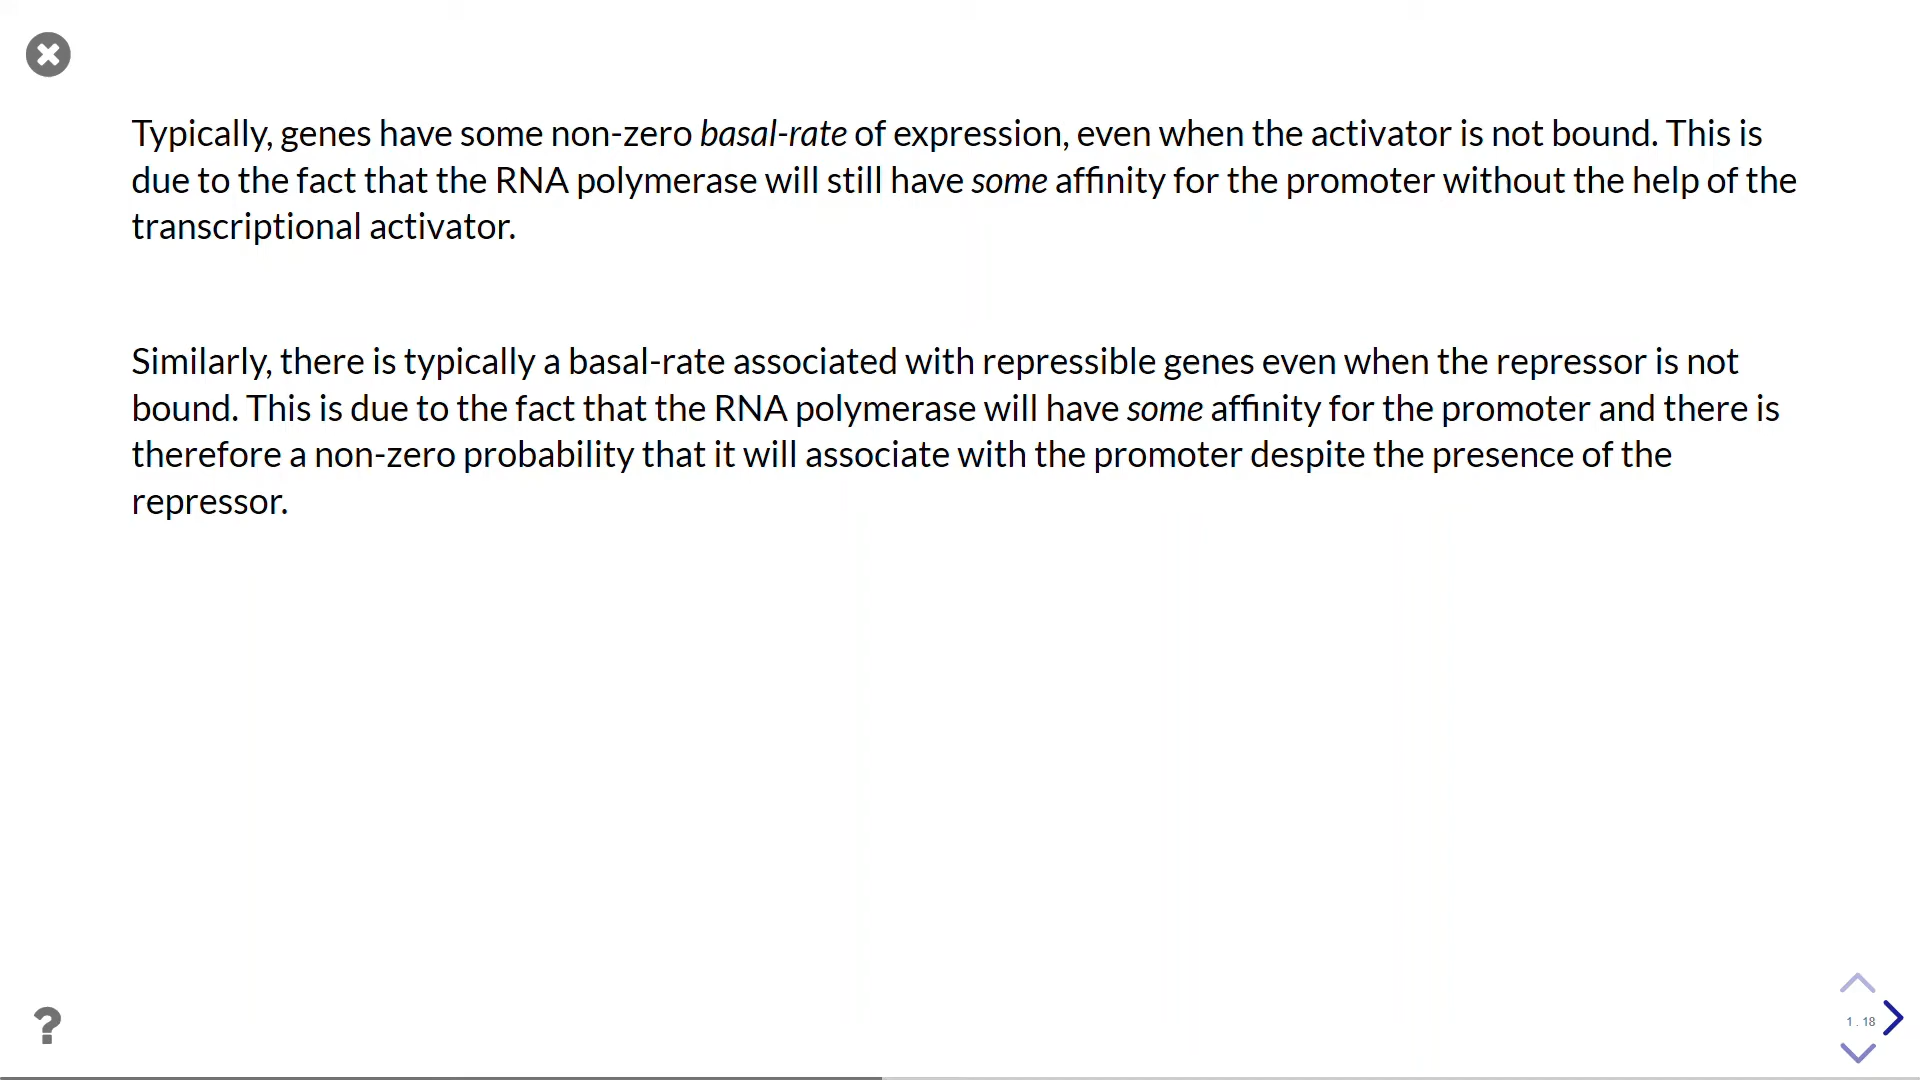 Typically, genes have some non-zero basal-rate of expression, even when the activator is not bound. This is
due to the fact that the RNA polymerase will still have some affinity for the promoter without the help of the
transcriptional activator.
Similarly, there is typically a basal-rate associated with repressible genes even when the repressor is not
bound. This is due to the fact that the RNA polymerase will have some affinity for the promoter and there is
therefore a non-zero probability that it will associate with the promoter despite the presence of the
repressor.
?
1 . 18